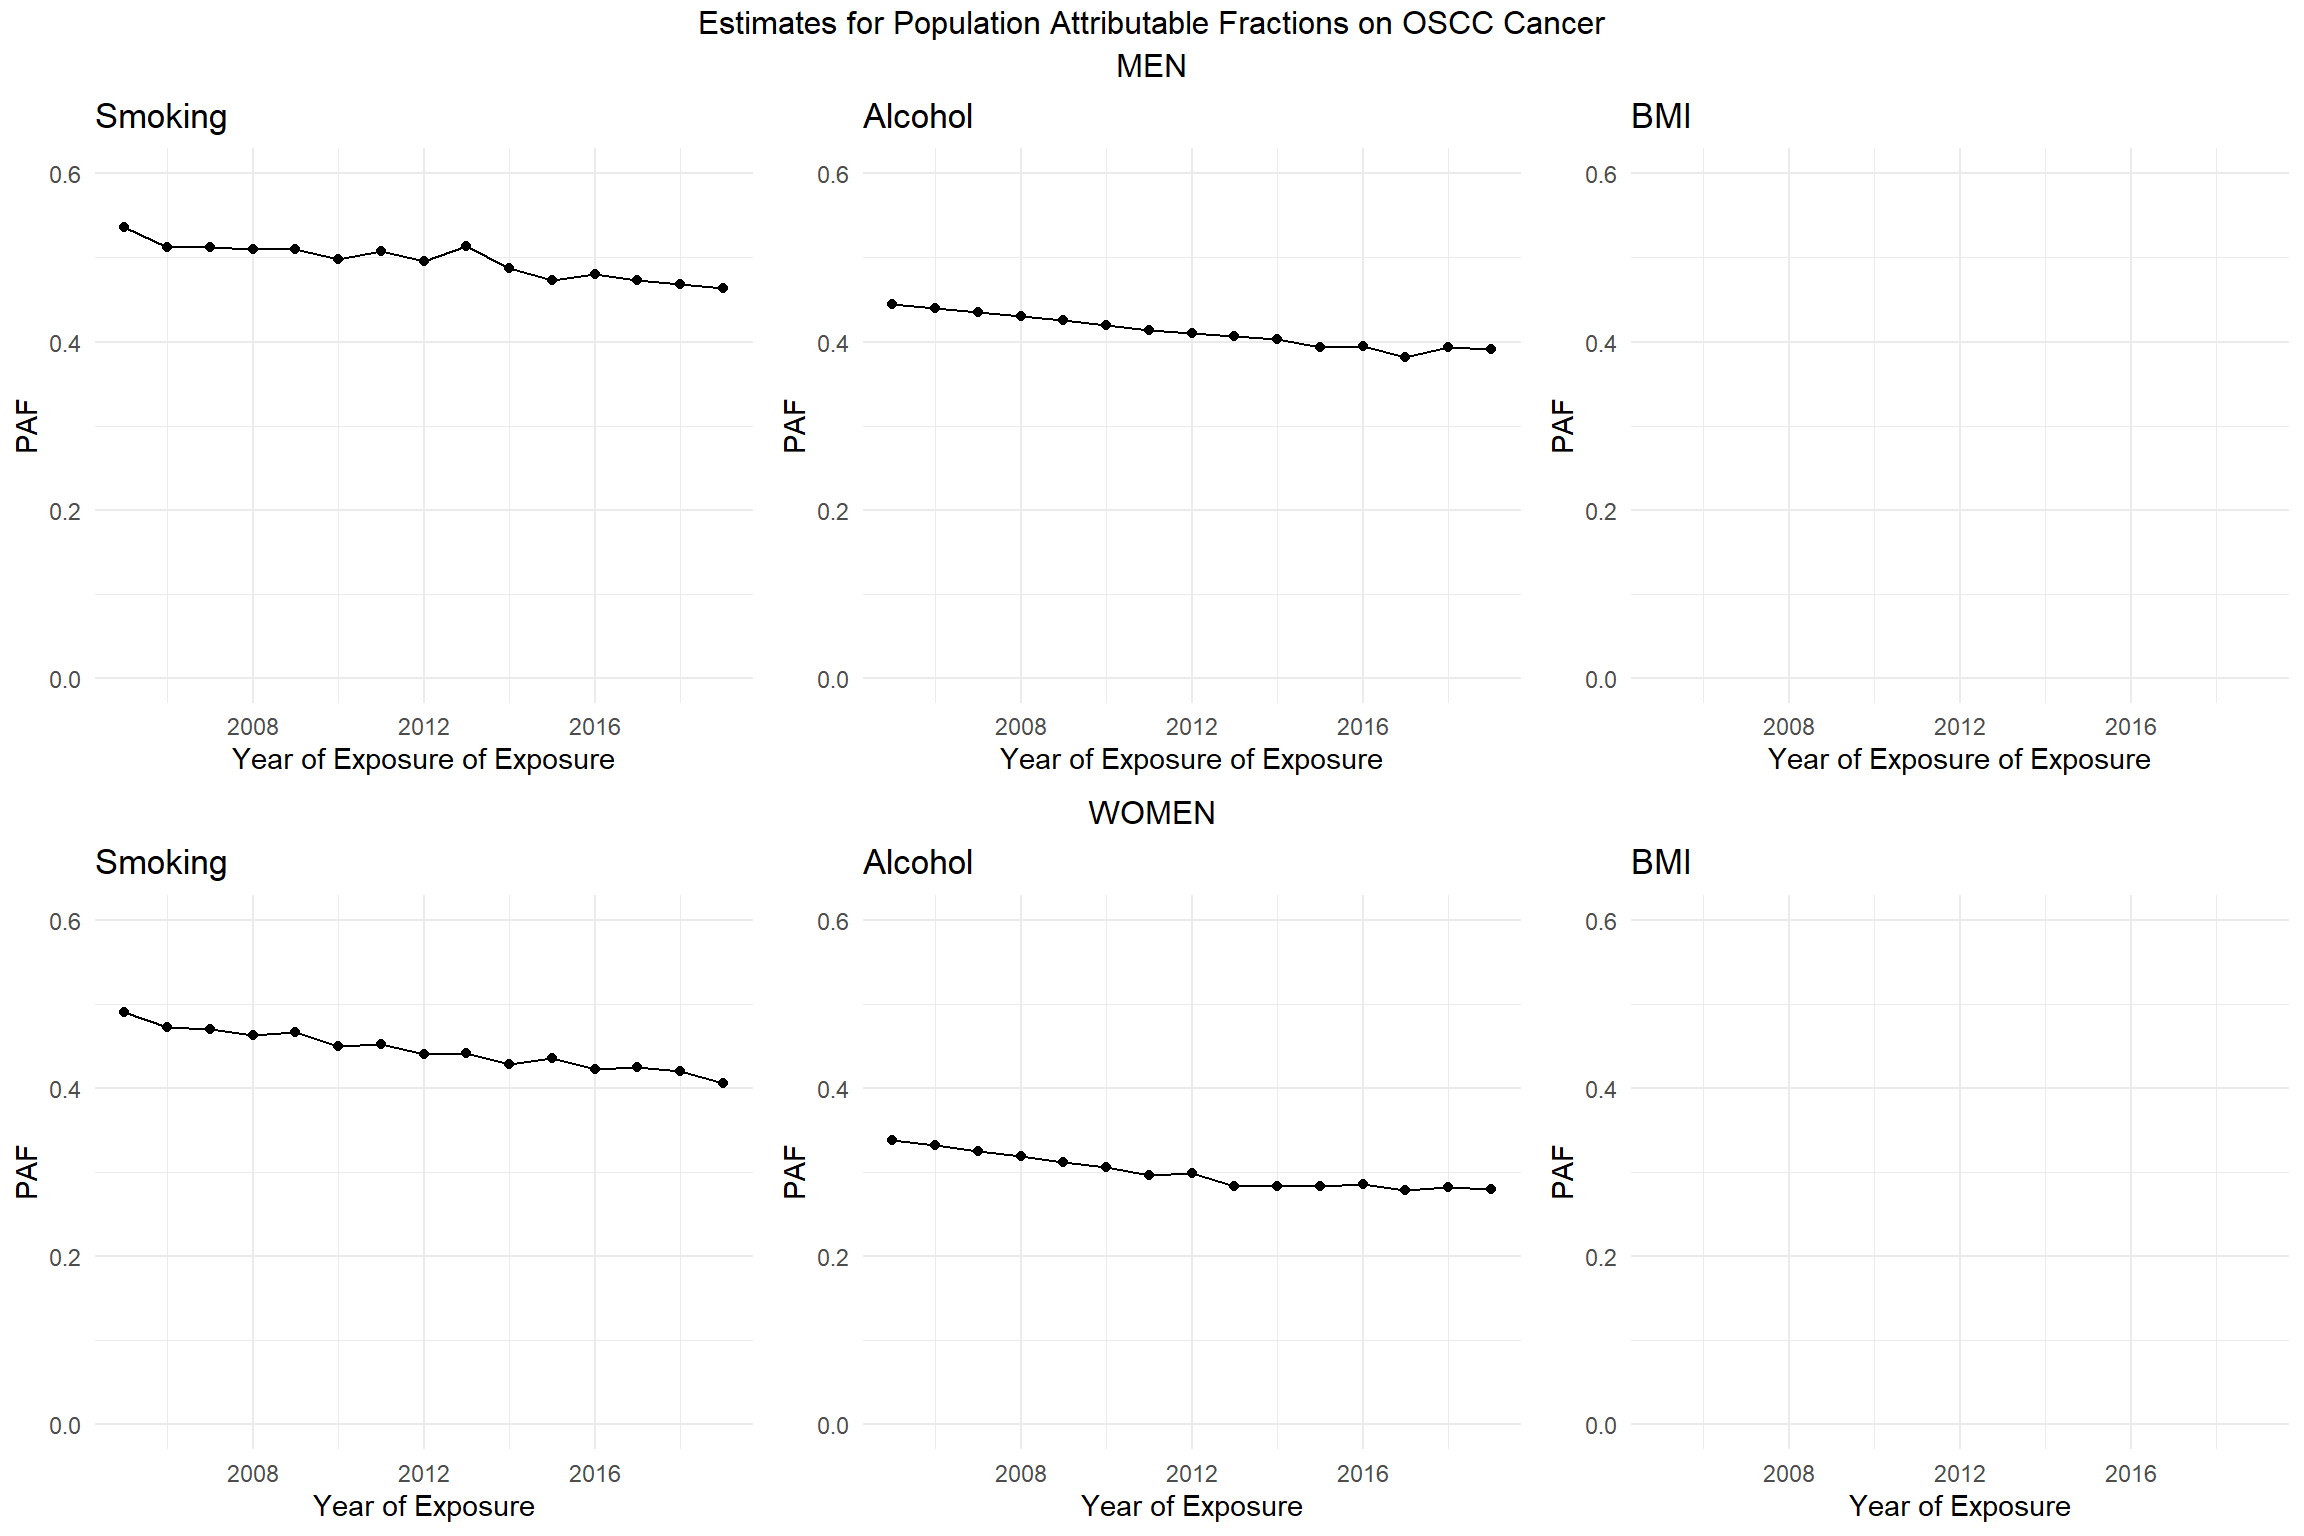 Estimates for Population Attributable Fractions on OSCC Cancer
MEN
Smoking
0.6
0.4
0.2
0.0
PAF
2008 2012 2016
Year of Exposure of Exposure
Alcohol
0.6
0.4
0.2
0.0
PAF
2008 2012 2016
Year of Exposure of Exposure
BMI
0.6
0.4
0.2
0.0
PAF
2008 2012 2016
Year of Exposure of Exposure
WOMEN
Smoking
0.6
0.4
0.2
0.0
PAF
2008 2012 2016
Year of Exposure
Alcohol
0.6
0.4
0.2
0.0
PAF
2008 2012 2016
Year of Exposure
BMI
0.6
0.4
0.2
0.0
PAF
2008 2012 2016
Year of Exposure